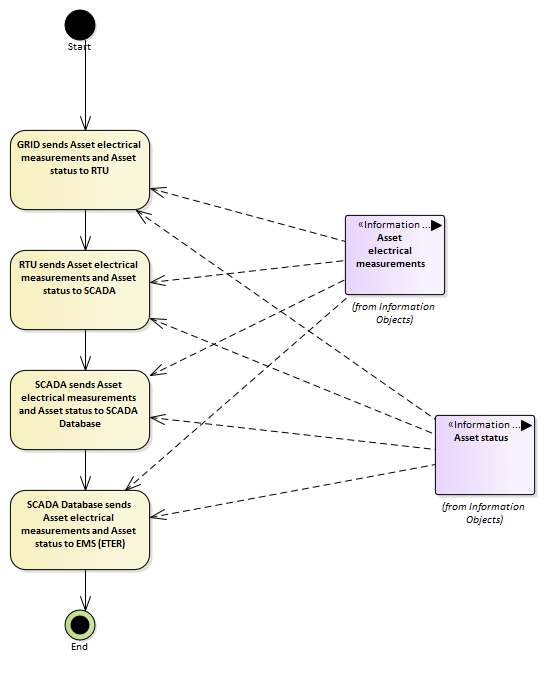 Start
GRID sends Asset electrical
measurements and Asset
status to RTU
«Information ...
Asset
electrical
measurements
(from Information
Objects)
RTU sends Asset electrical
measurements and Asset
status to SCADA
SCADA sends Asset
electrical measurements
and Asset status to SCADA
Database
«Information ...
Asset status
(from Information
Objects)
SCADA Database sends
Asset electrical
measurements and Asset
status to EMS (ETER)
End